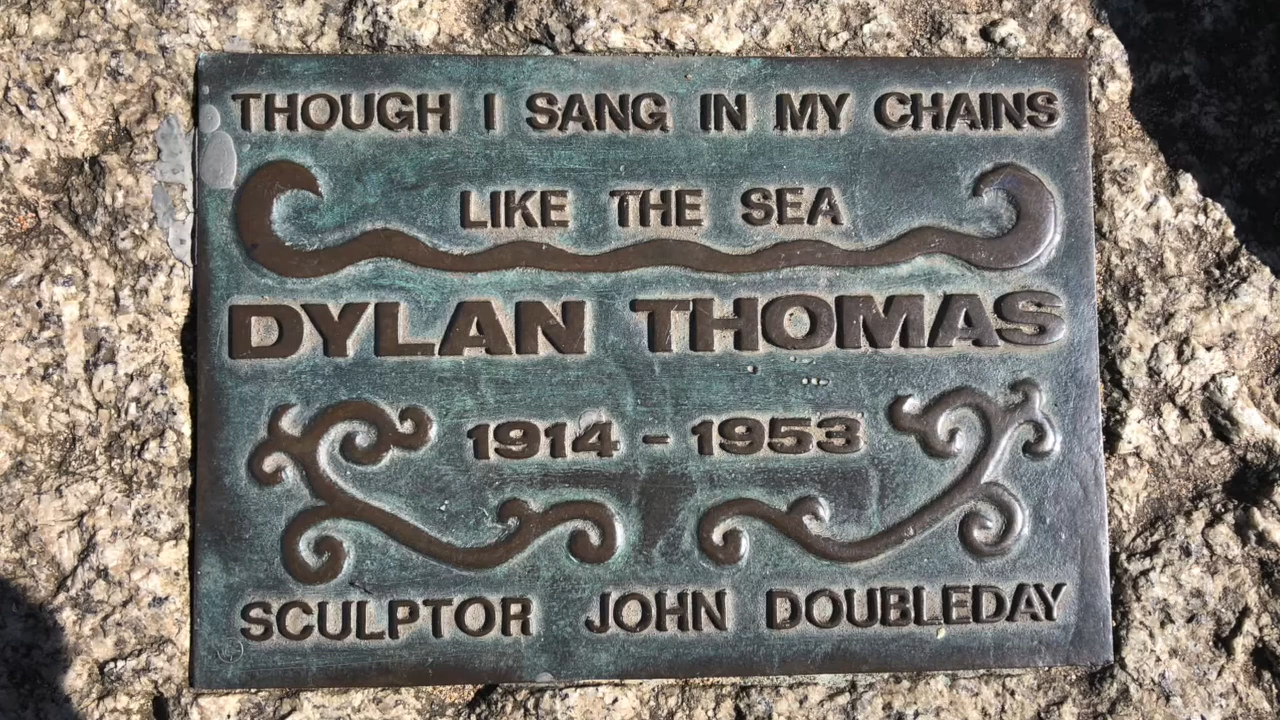 THOUGH I SANG IN MY CHAINS
LIKE THE SEA
DYLAN THOMAS
1914 - 1953
SCULPTOR JOHN DOUBLEDAY